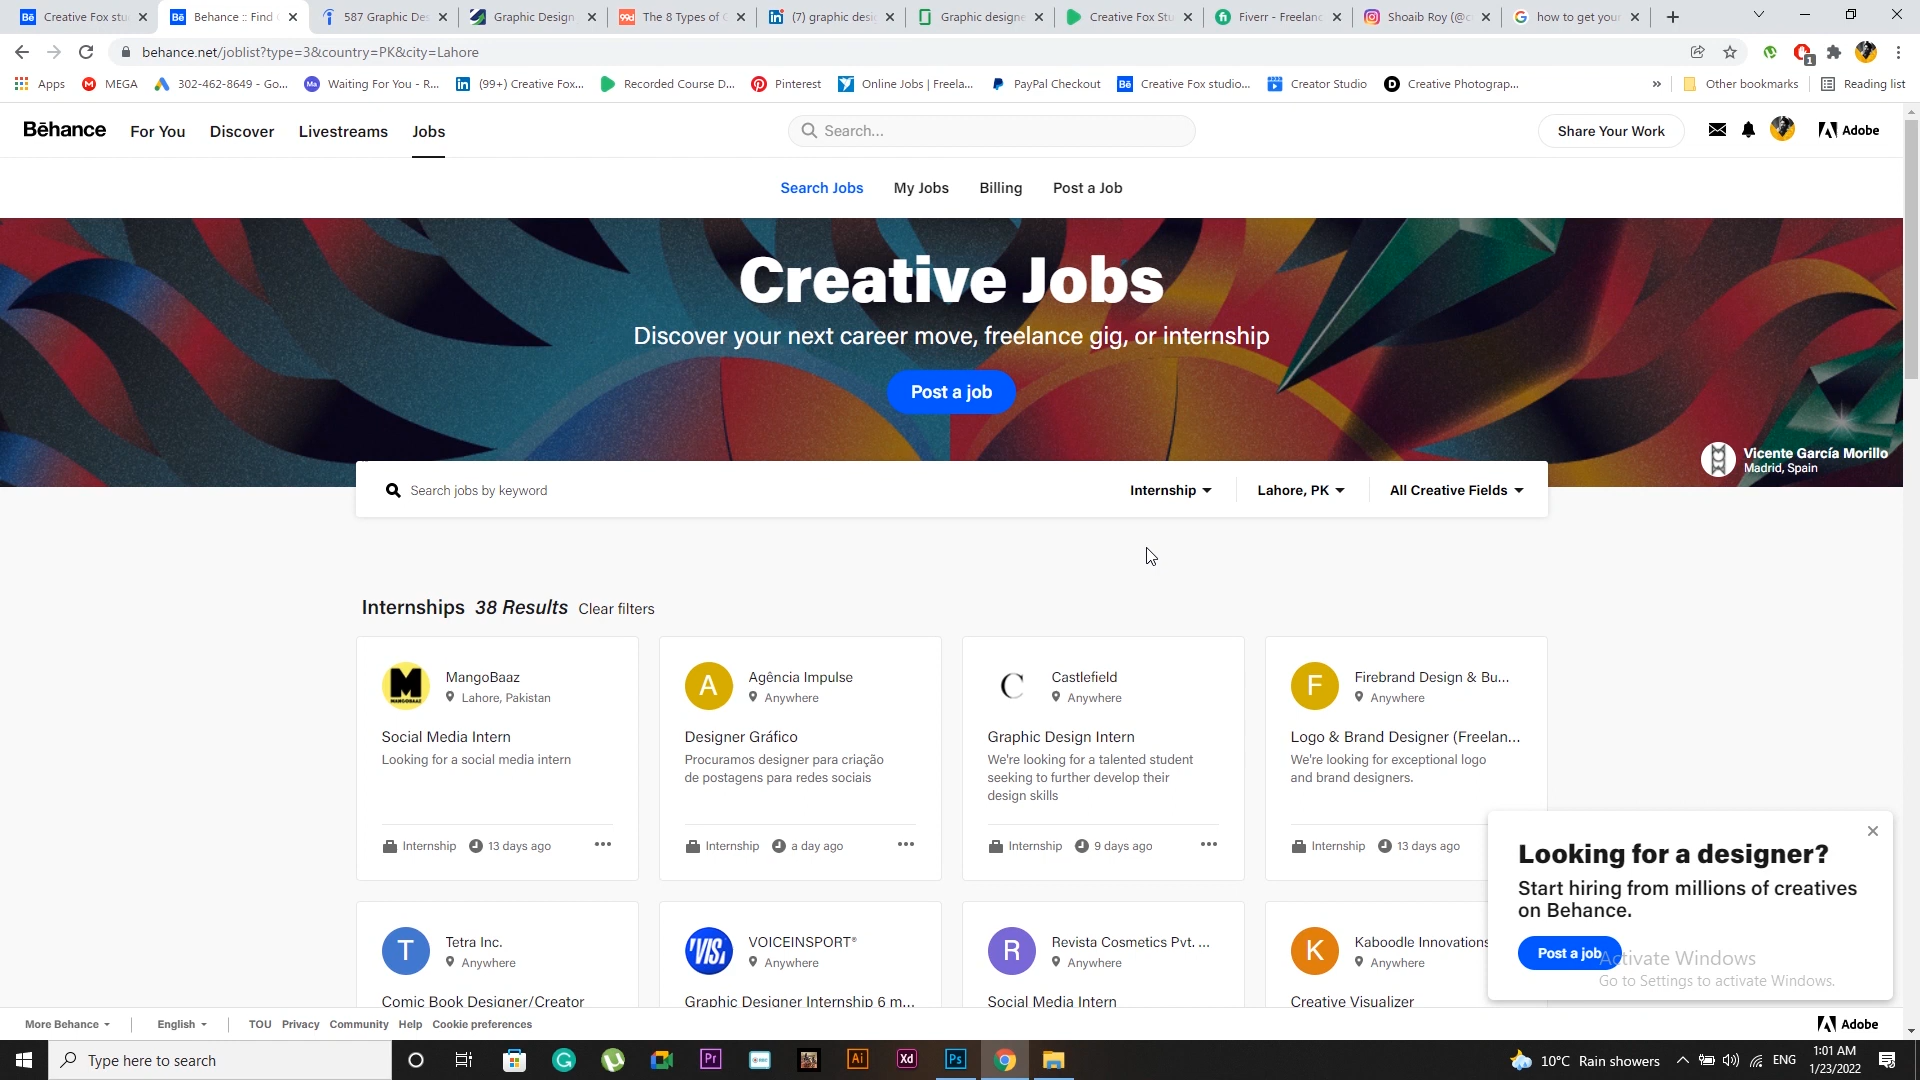 Creative Fox stu
Behance :: Find
587 Graphic De
Graphic Design
The 8 Types of
(7) graphic desi
Graphic designe
Creative Fox Stu
Fiverr - Freelanc
Shoaib Roy (@c
how to get your
behance.net/joblist?type=3&country=PK&city=Lahore
Apps
MEGA
302-462-8649 - Go...
Waiting For You - R...
(99+) Creative Fox...
Recorded Course D...
Pinterest
Online Jobs | Freela...
PayPal Checkout
Creative Fox studio...
Creator Studio
Creative Photograp...
»
Other bookmarks
Reading list
Bēhance
For You
Discover
Livestreams
Jobs
Search...
Share Your Work
Adobe
Search Jobs
My Jobs
Billing
Post a Job
Creative Jobs
Discover your next career move, freelance gig, or internship
Post a job
Vicente García Morillo
Madrid, Spain
Search jobs by keyword
Internship
Lahore, PK
All Creative Fields
Internships 38 Results Clear filters
MangoBaaz
Lahore, Pakistan
Social Media Intern
Looking for a social media intern
Internship
13 days ago
A
Agência Impulse
Anywhere
Designer Gráfico
Procuramos designer para criação
de postagens para redes sociais
Internship
a day ago
C
Castlefield
Anywhere
Graphic Design Intern
We're looking for a talented student
seeking to further develop their
design skills
Internship
9 days ago
F
Firebrand Design & Bu...
Anywhere
Logo & Brand Designer (Freelan...
We're looking for exceptional logo
and brand designers.
Internship
13 days ago
T
Tetra Inc.
Anywhere
Comic Book Designer/Creator
'VIS.
VOICEINSPORT®
Anywhere
Graphic Designer Internship 6 m...
R
Revista Cosmetics Pvt. ...
Anywhere
Social Media Intern
K
Kaboodle Innovations
Anywhere
Creative Visualizer
Looking for a designer?
Start hiring from millions of creatives
on Behance.
Post a job
Activate Windows
Go to Settings to activate Windows.
More Behance
English
TOU
Privacy
Community
Help
Cookie preferences
Adobe
Type here to search
Pr
Ai
Xd
Ps
10°C Rain showers
ENG
1:01 AM
1/23/2022